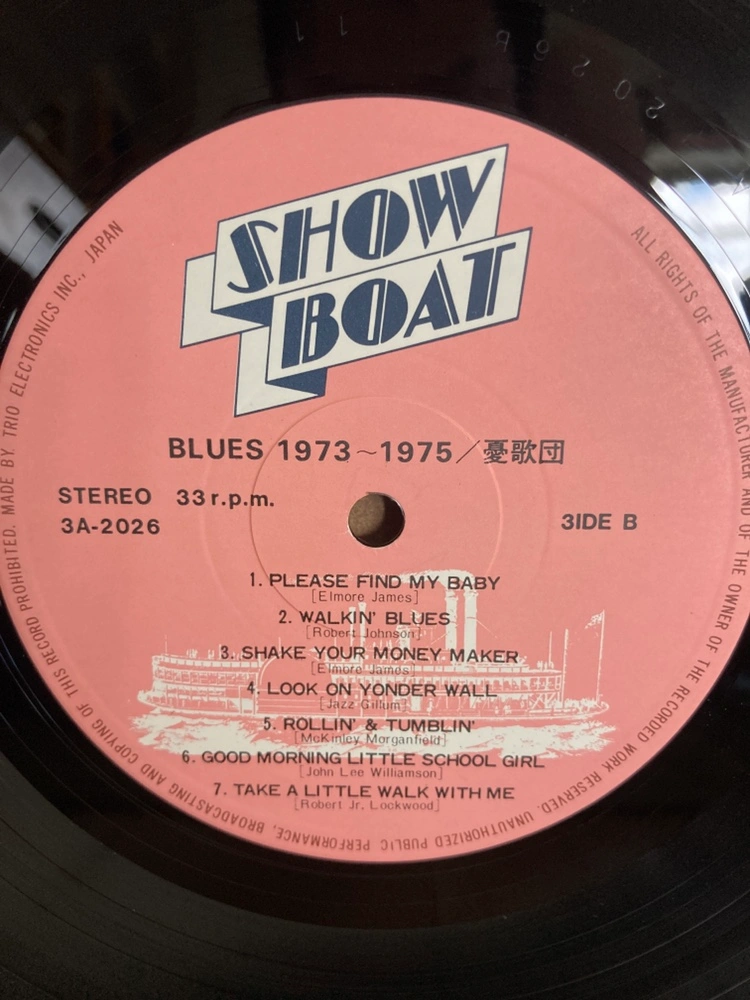 SHOW
BOAT
BLUES 1973~1975/憂歌団
STEREO 33 r.p.m.
3A-2026
3IDE B
1. PLEASE FIND MY BABY
[Elmore James]
2. WALKIN' BLUES
[Robert Johnson]
3. SHAKE YOUR MONEY MAKER
[Elmore James]
4. LOOK ON YONDER WALL
[Jazz Gillum]
5. ROLLIN' & TUMBLIN'
[McKinley Morganfield]
6. GOOD MORNING LITTLE SCHOOL GIRL
[John Lee Williamson]
7. TAKE A LITTLE WALK WITH ME
[Robert Jr. Lockwood]
ALL RIGHTS OF THE MANUFACTURER AND OF THE OWNER OF THE RECORDED WORK RESERVED. UNAUTHORIZED PUBLIC PERFORMANCE, BROADCASTING AND COPYING OF THIS RECORD PROHIBITED. MADE BY TRIO ELECTRONICS INC., JAPAN
2026B
11